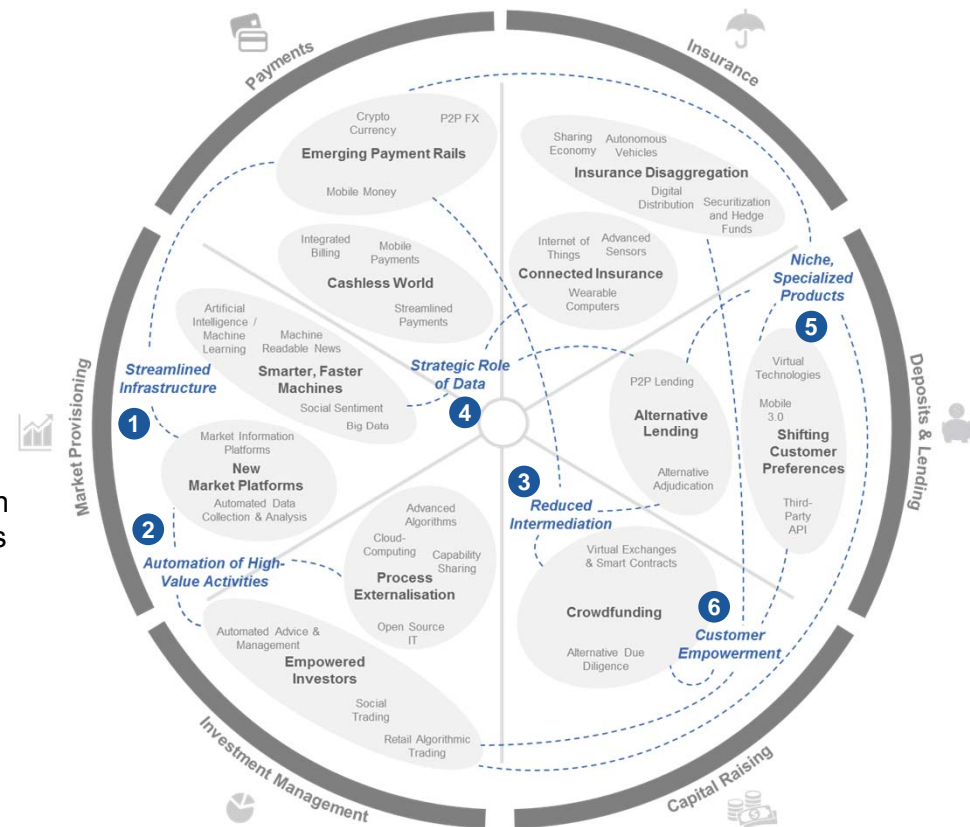 Payments
Insurance
Crypto
Currency
P2P FX
Emerging Payment Rails
Mobile Money
Sharing
Economy
Autonomous
Vehicles
Insurance Disaggregation
Digital
Distribution
Securitization
and Hedge
Funds
Integrated
Billing
Mobile
Payments
Cashless World
Streamlined
Payments
Internet of
Things
Advanced
Sensors
Connected Insurance
Wearable
Computers
Niche,
Specialized
Products
5
Artificial
Intelligence /
Machine
Learning
Machine
Readable News
Smarter, Faster
Machines
Social Sentiment
Big Data
Streamlined
Infrastructure
1
Strategic Role
of Data
4
P2P Lending
Alternative
Lending
Alternative
Adjudication
Virtual
Technologies
Mobile
3.0
Shifting
Customer
Preferences
Third-
Party
API
Market Provisioning
Deposits & Lending
Market Information
Platforms
New
Market Platforms
Automated Data
Collection & Analysis
2
Automation of High-
Value Activities
3
Reduced
Intermediation
Advanced
Algorithms
Cloud-
Computing
Capability
Sharing
Process
Externalisation
Open Source
IT
Virtual Exchanges
& Smart Contracts
Crowdfunding
Alternative Due
Diligence
6
Customer
Empowerment
Automated Advice &
Management
Empowered
Investors
Social
Trading
Retail Algorithmic
Trading
Investment Management
Capital Raising